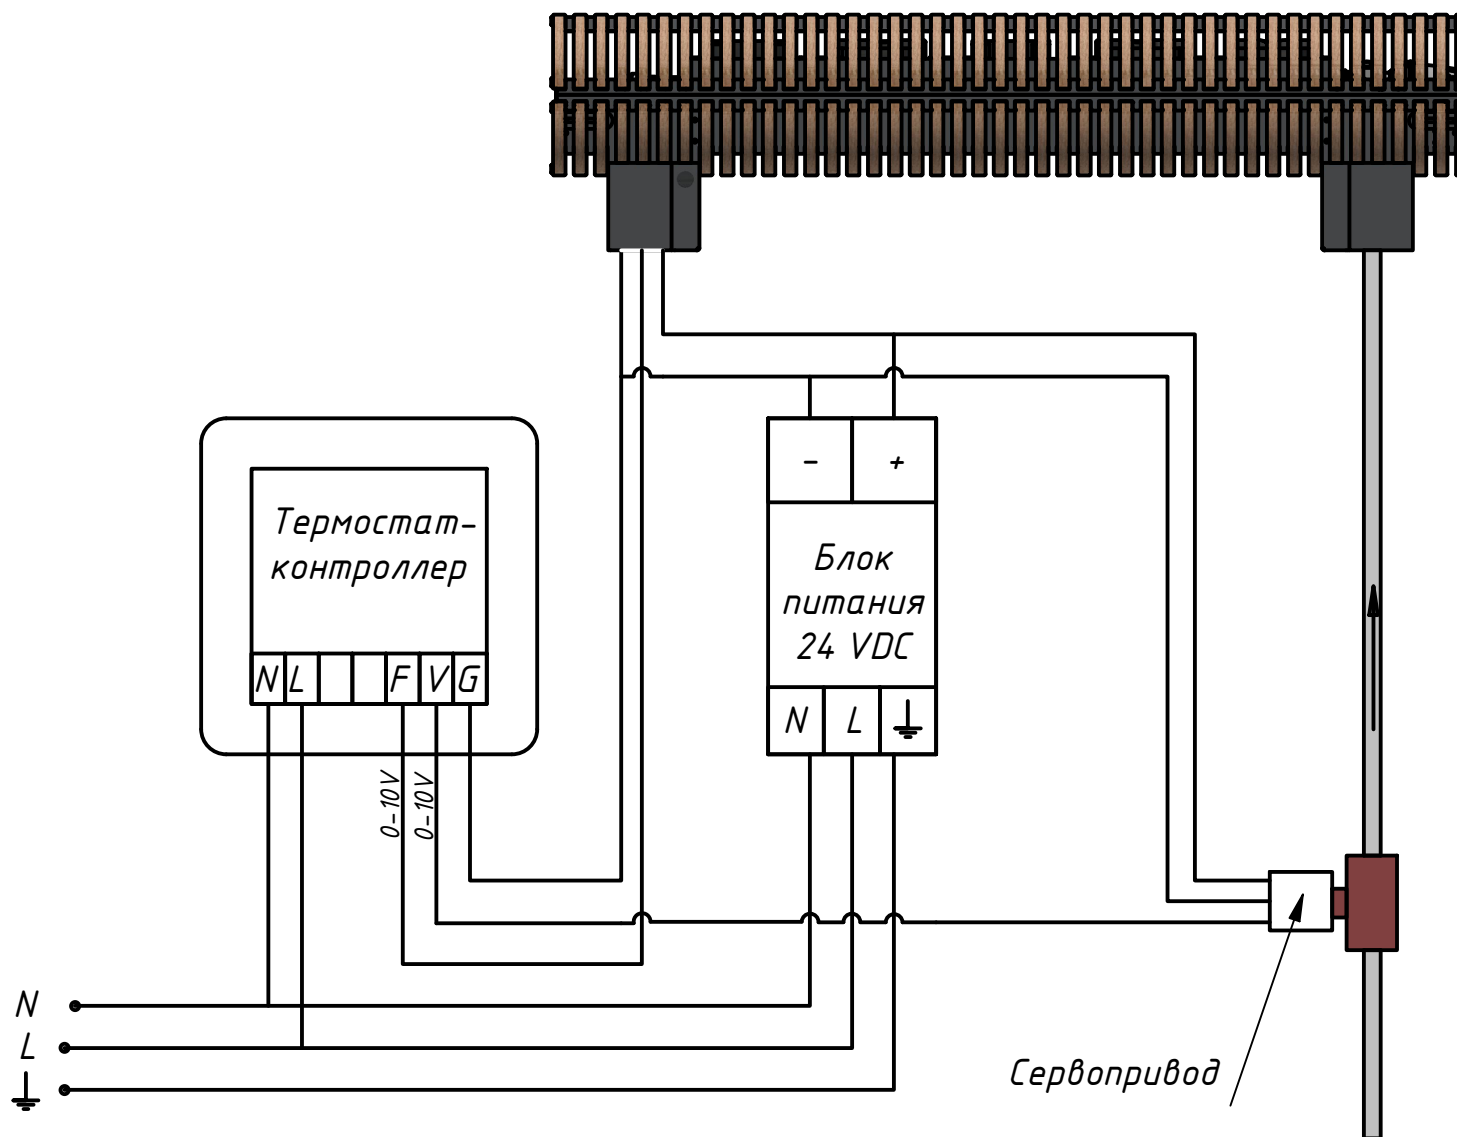 - +
Термостат-
контроллер
Блок
питания
24 VDC
N L F V G
N L
0-10V 0-10V
N
L
Сервопривод